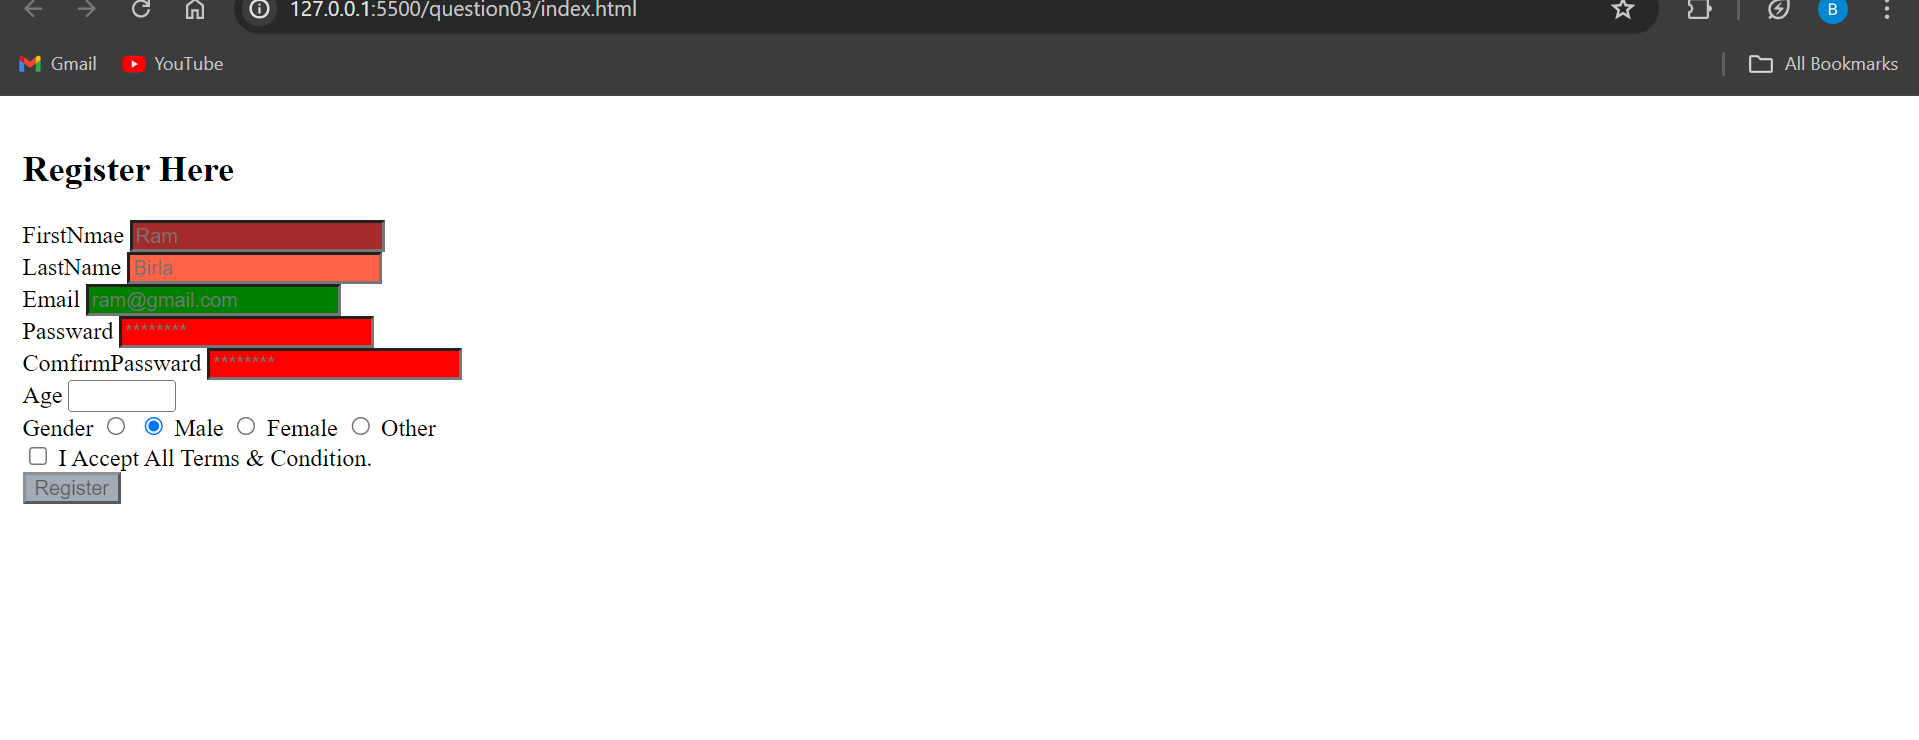 127.0.0.1:5500/question03/index.html
B
Gmail YouTube All Bookmarks
Register Here
FirstNmae Ram
LastName Birla
Email ram@gmail.com
Passward ********
ComfirmPassward ********
Age
Gender Male Female Other
I Accept All Terms & Condition.
Register